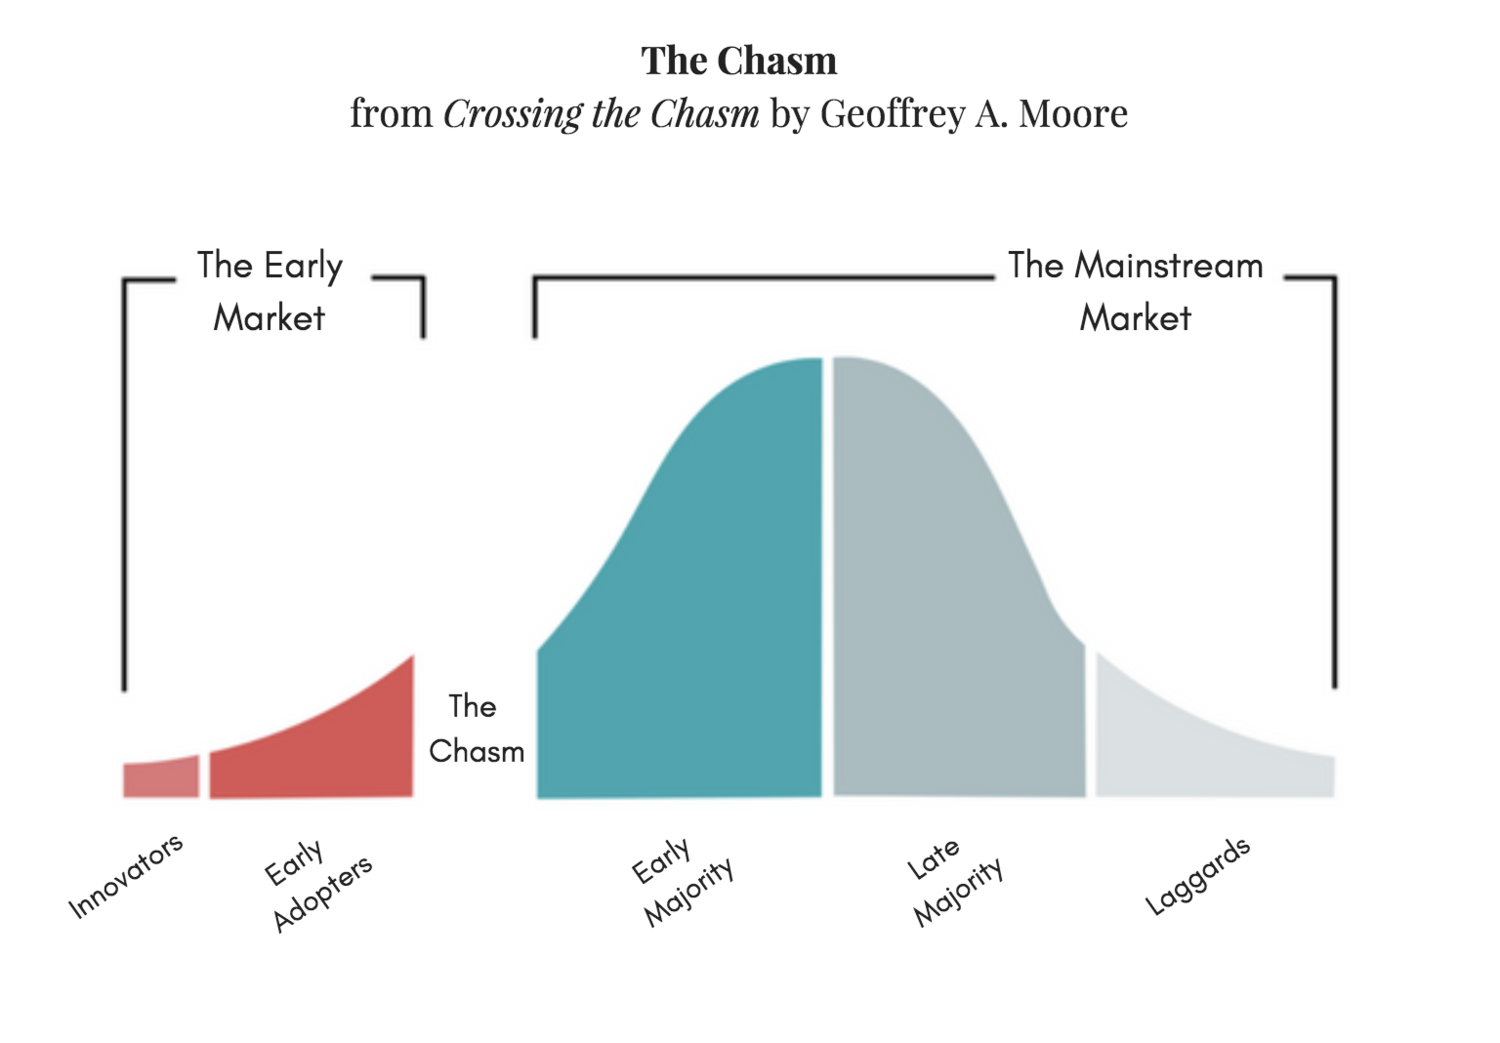 The Chasm
from Crossing the Chasm by Geoffrey A. Moore
The Early
Market
The Mainstream
Market
The
Chasm
Innovators
Early
Adopters
Early
Majority
Late
Majority
Laggards